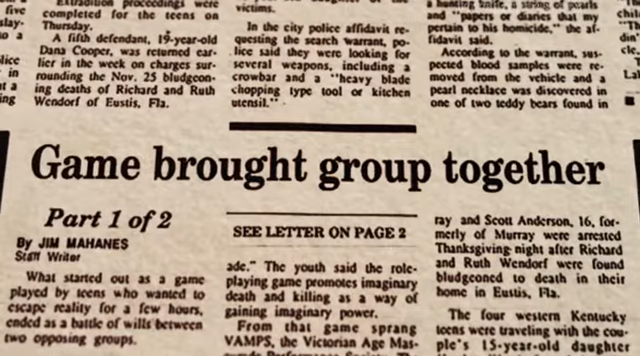 Extradition proceedings were
completed for the teens on
Thursday.
A fifth defendant, 19-year-old
Dana Cooper, was returned ear-
lier in the week on charges sur-
rounding the Nov. 25 bludgeon-
ing deaths of Richard and Ruth
Wendorf of Eustis, Fla.
victims.
In the city police affidavit re-
questing the search warrant, po-
lice said they were looking for
several weapons, including a
crowbar and a "heavy blade
chopping type tool or kitchen
utensil."
a hunting knife, a string of pearls
and "papers or diaries that may
pertain to his homicide," the af-
fidavit said.
According to the warrant, sus-
pected blood samples were re-
moved from the vehicle and a
pearl necklace was discovered in
one of two teddy bears found in
Game brought group together
Part 1 of 2
By JIM MAHANES
Staff Writer
What started out as a game
played by teens who wanted to
escape reality for a few hours,
ended as a battle of wills between
two opposing groups.
SEE LETTER ON PAGE 2
ade." The youth said the role-
playing game promotes imaginary
death and killing as a way of
gaining imaginary power.
From that game sprang
VAMPS, the Victorian Age Mas-
ray and Scott Anderson, 16, for-
merly of Murray were arrested
Thanksgiving night after Richard
and Ruth Wendorf were found
bludgeoned to death in their
home in Eustis, Fla.
The four western Kentucky
teens were traveling with the cou-
ple's 15-year-old daughter